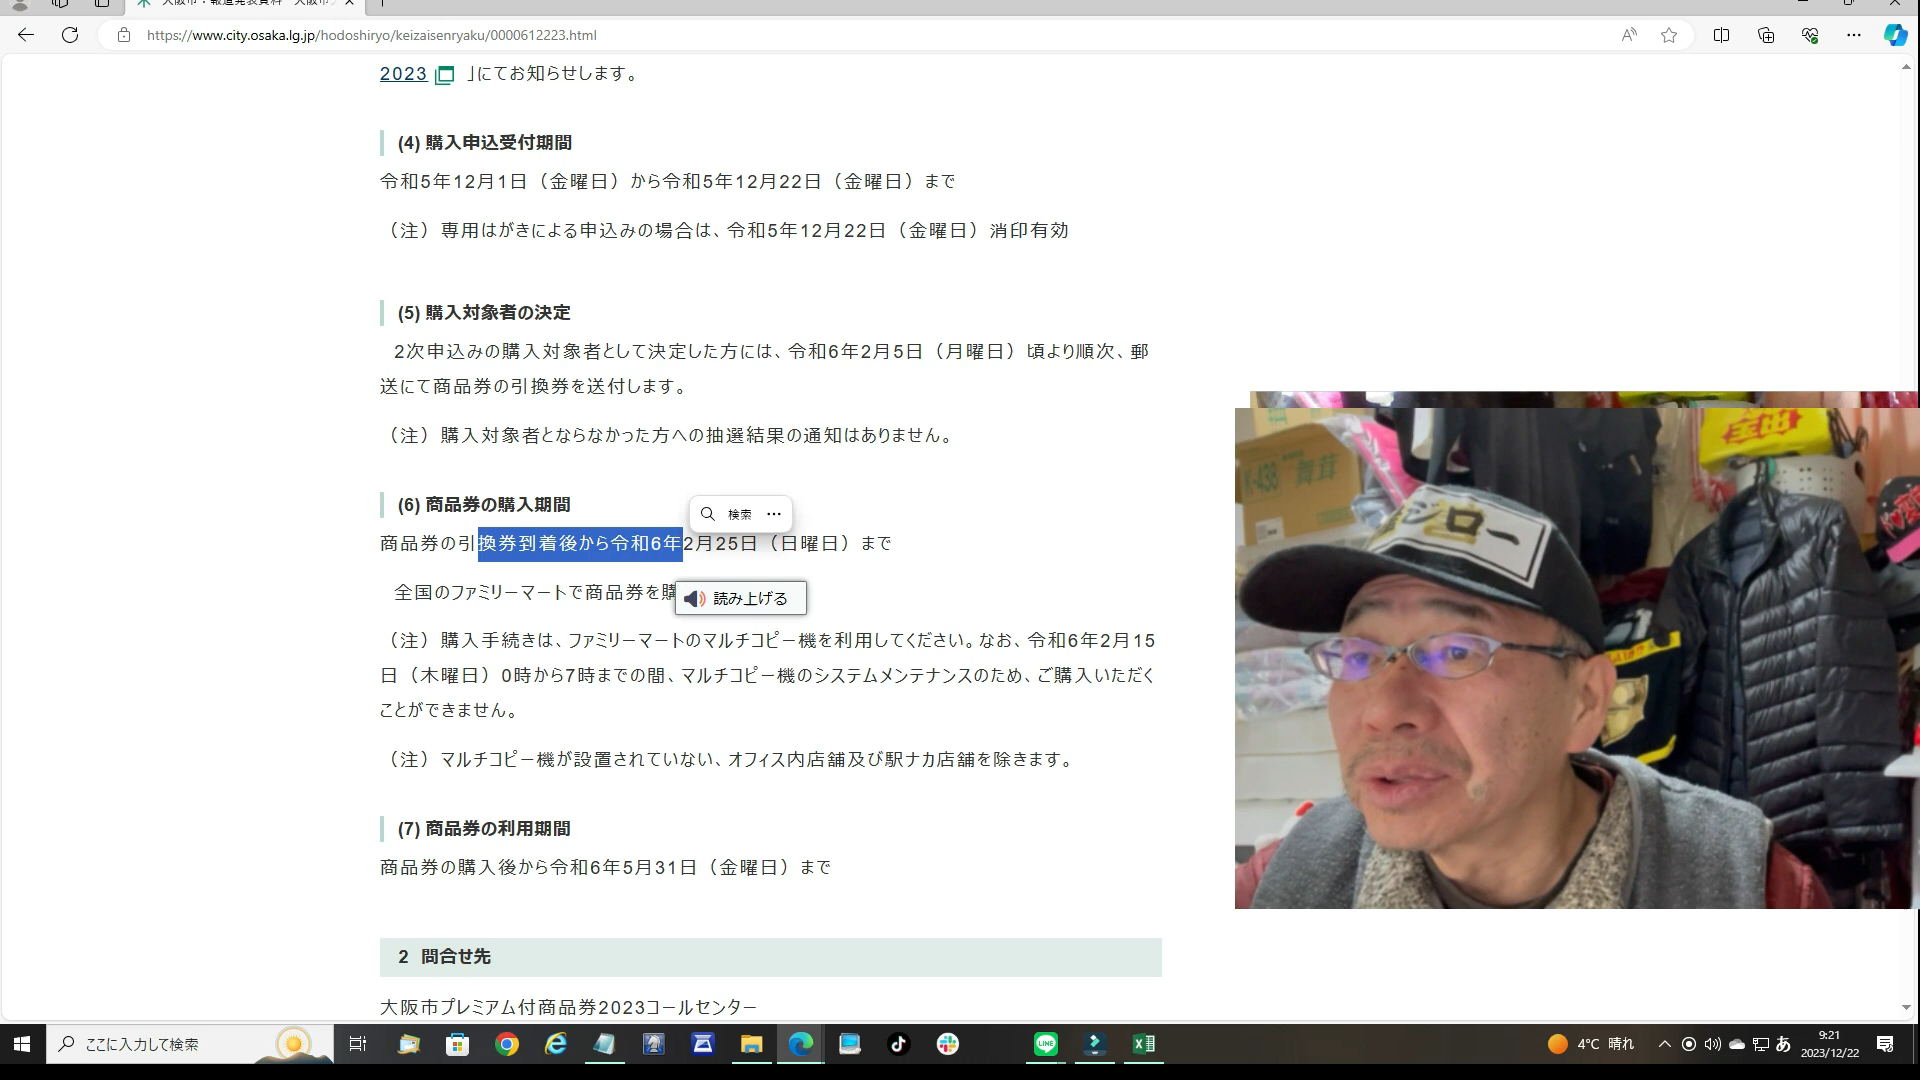 https://www.city.osaka.lg.jp/hodoshiryo/keizaisenryaku/0000612223.html
2023 」にてお知らせします。
(4) 購入申込受付期間
令和5年12月1日（金曜日）から令和5年12月22日（金曜日）まで
（注）専用はがきによる申込みの場合は、令和5年12月22日（金曜日）消印有効
(5) 購入対象者の決定
2次申込みの購入対象者として決定した方には、令和6年2月5日（月曜日）頃より順次、郵
送にて商品券の引換券を送付します。
（注）購入対象者とならなかった方への抽選結果の通知はありません。
(6) 商品券の購入期間
検索
商品券の引換券到着後から令和6年2月25日（日曜日）まで
全国のファミリーマートで商品券を購
読み上げる
（注）購入手続きは、ファミリーマートのマルチコピー機を利用してください。なお、令和6年2月15
日（木曜日）0時から7時までの間、マルチコピー機のシステムメンテナンスのため、ご購入いただく
ことができません。
（注）マルチコピー機が設置されていない、オフィス内店舗及び駅ナカ店舗を除きます。
(7) 商品券の利用期間
商品券の購入後から令和6年5月31日（金曜日）まで
2 問合せ先
大阪市プレミアム付商品券2023コールセンター
K-438
舞茸
ここに入力して検索
LINE
4℃ 晴れ
あ
9:21
2023/12/22